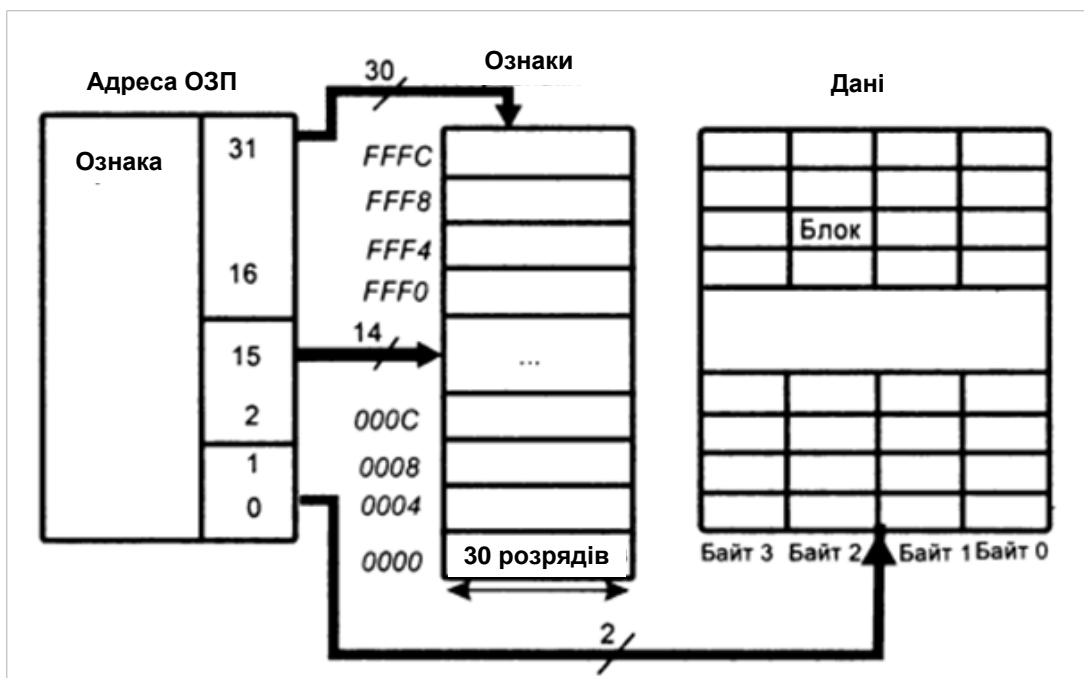 Адреса ОЗП
Ознака
31
16
15
2
1
0
30
14
2
Ознаки
FFFC
FFF8
FFF4
FFF0
...
000C
0008
0004
0000
30 розрядів
Дані
Блок
Байт 3 Байт 2 Байт 1 Байт 0